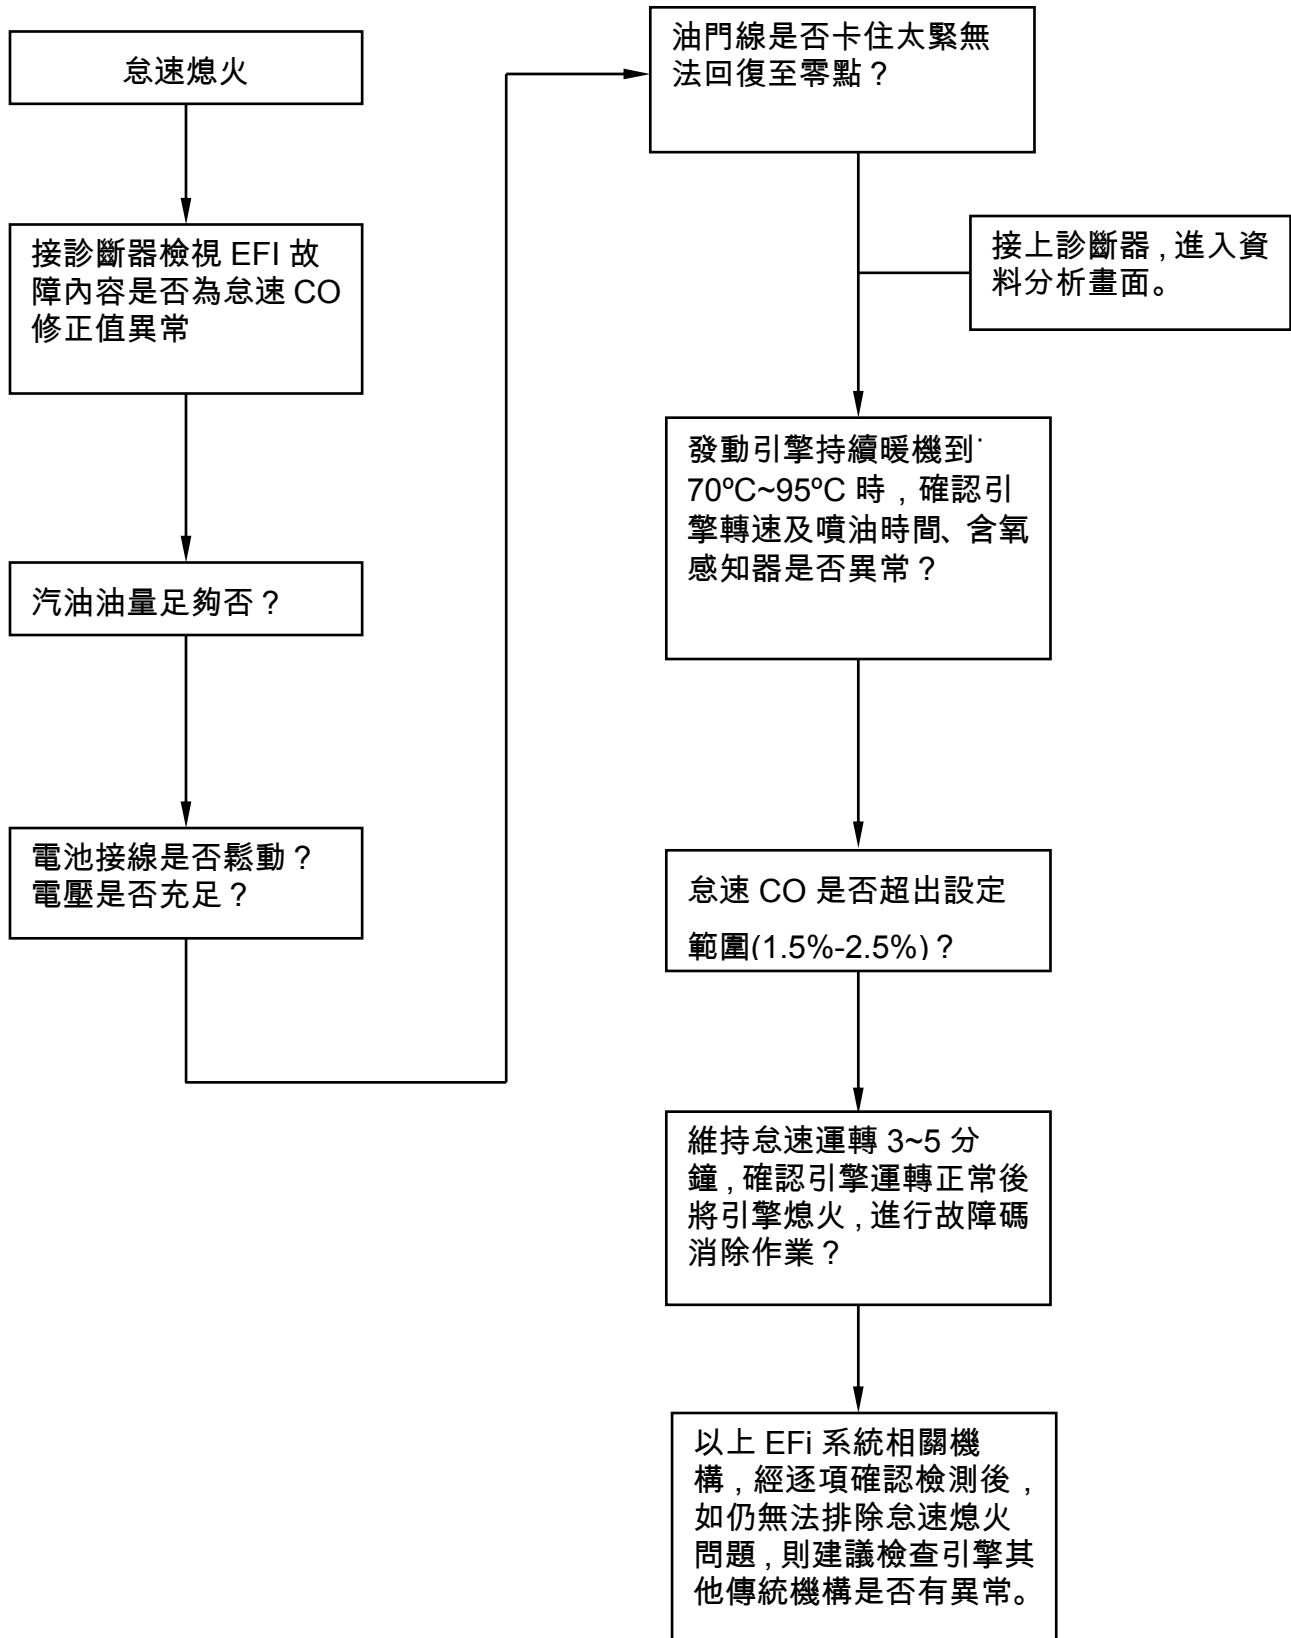 怠速熄火
接診斷器檢視 EFI 故
障內容是否為怠速 CO
修正值異常
汽油油量足夠否？
電池接線是否鬆動？
電壓是否充足？
油門線是否卡住太緊無
法回復至零點？
接上診斷器，進入資
料分析畫面。
發動引擎持續暖機到˙
70ºC~95ºC 時，確認引
擎轉速及噴油時間、含氧
感知器是否異常？
怠速 CO 是否超出設定
範圍(1.5%-2.5%)？
維持怠速運轉 3~5 分
鐘，確認引擎運轉正常後
將引擎熄火，進行故障碼
消除作業？
以上 EFi 系統相關機
構，經逐項確認檢測後，
如仍無法排除怠速熄火
問題，則建議檢查引擎其
他傳統機構是否有異常。